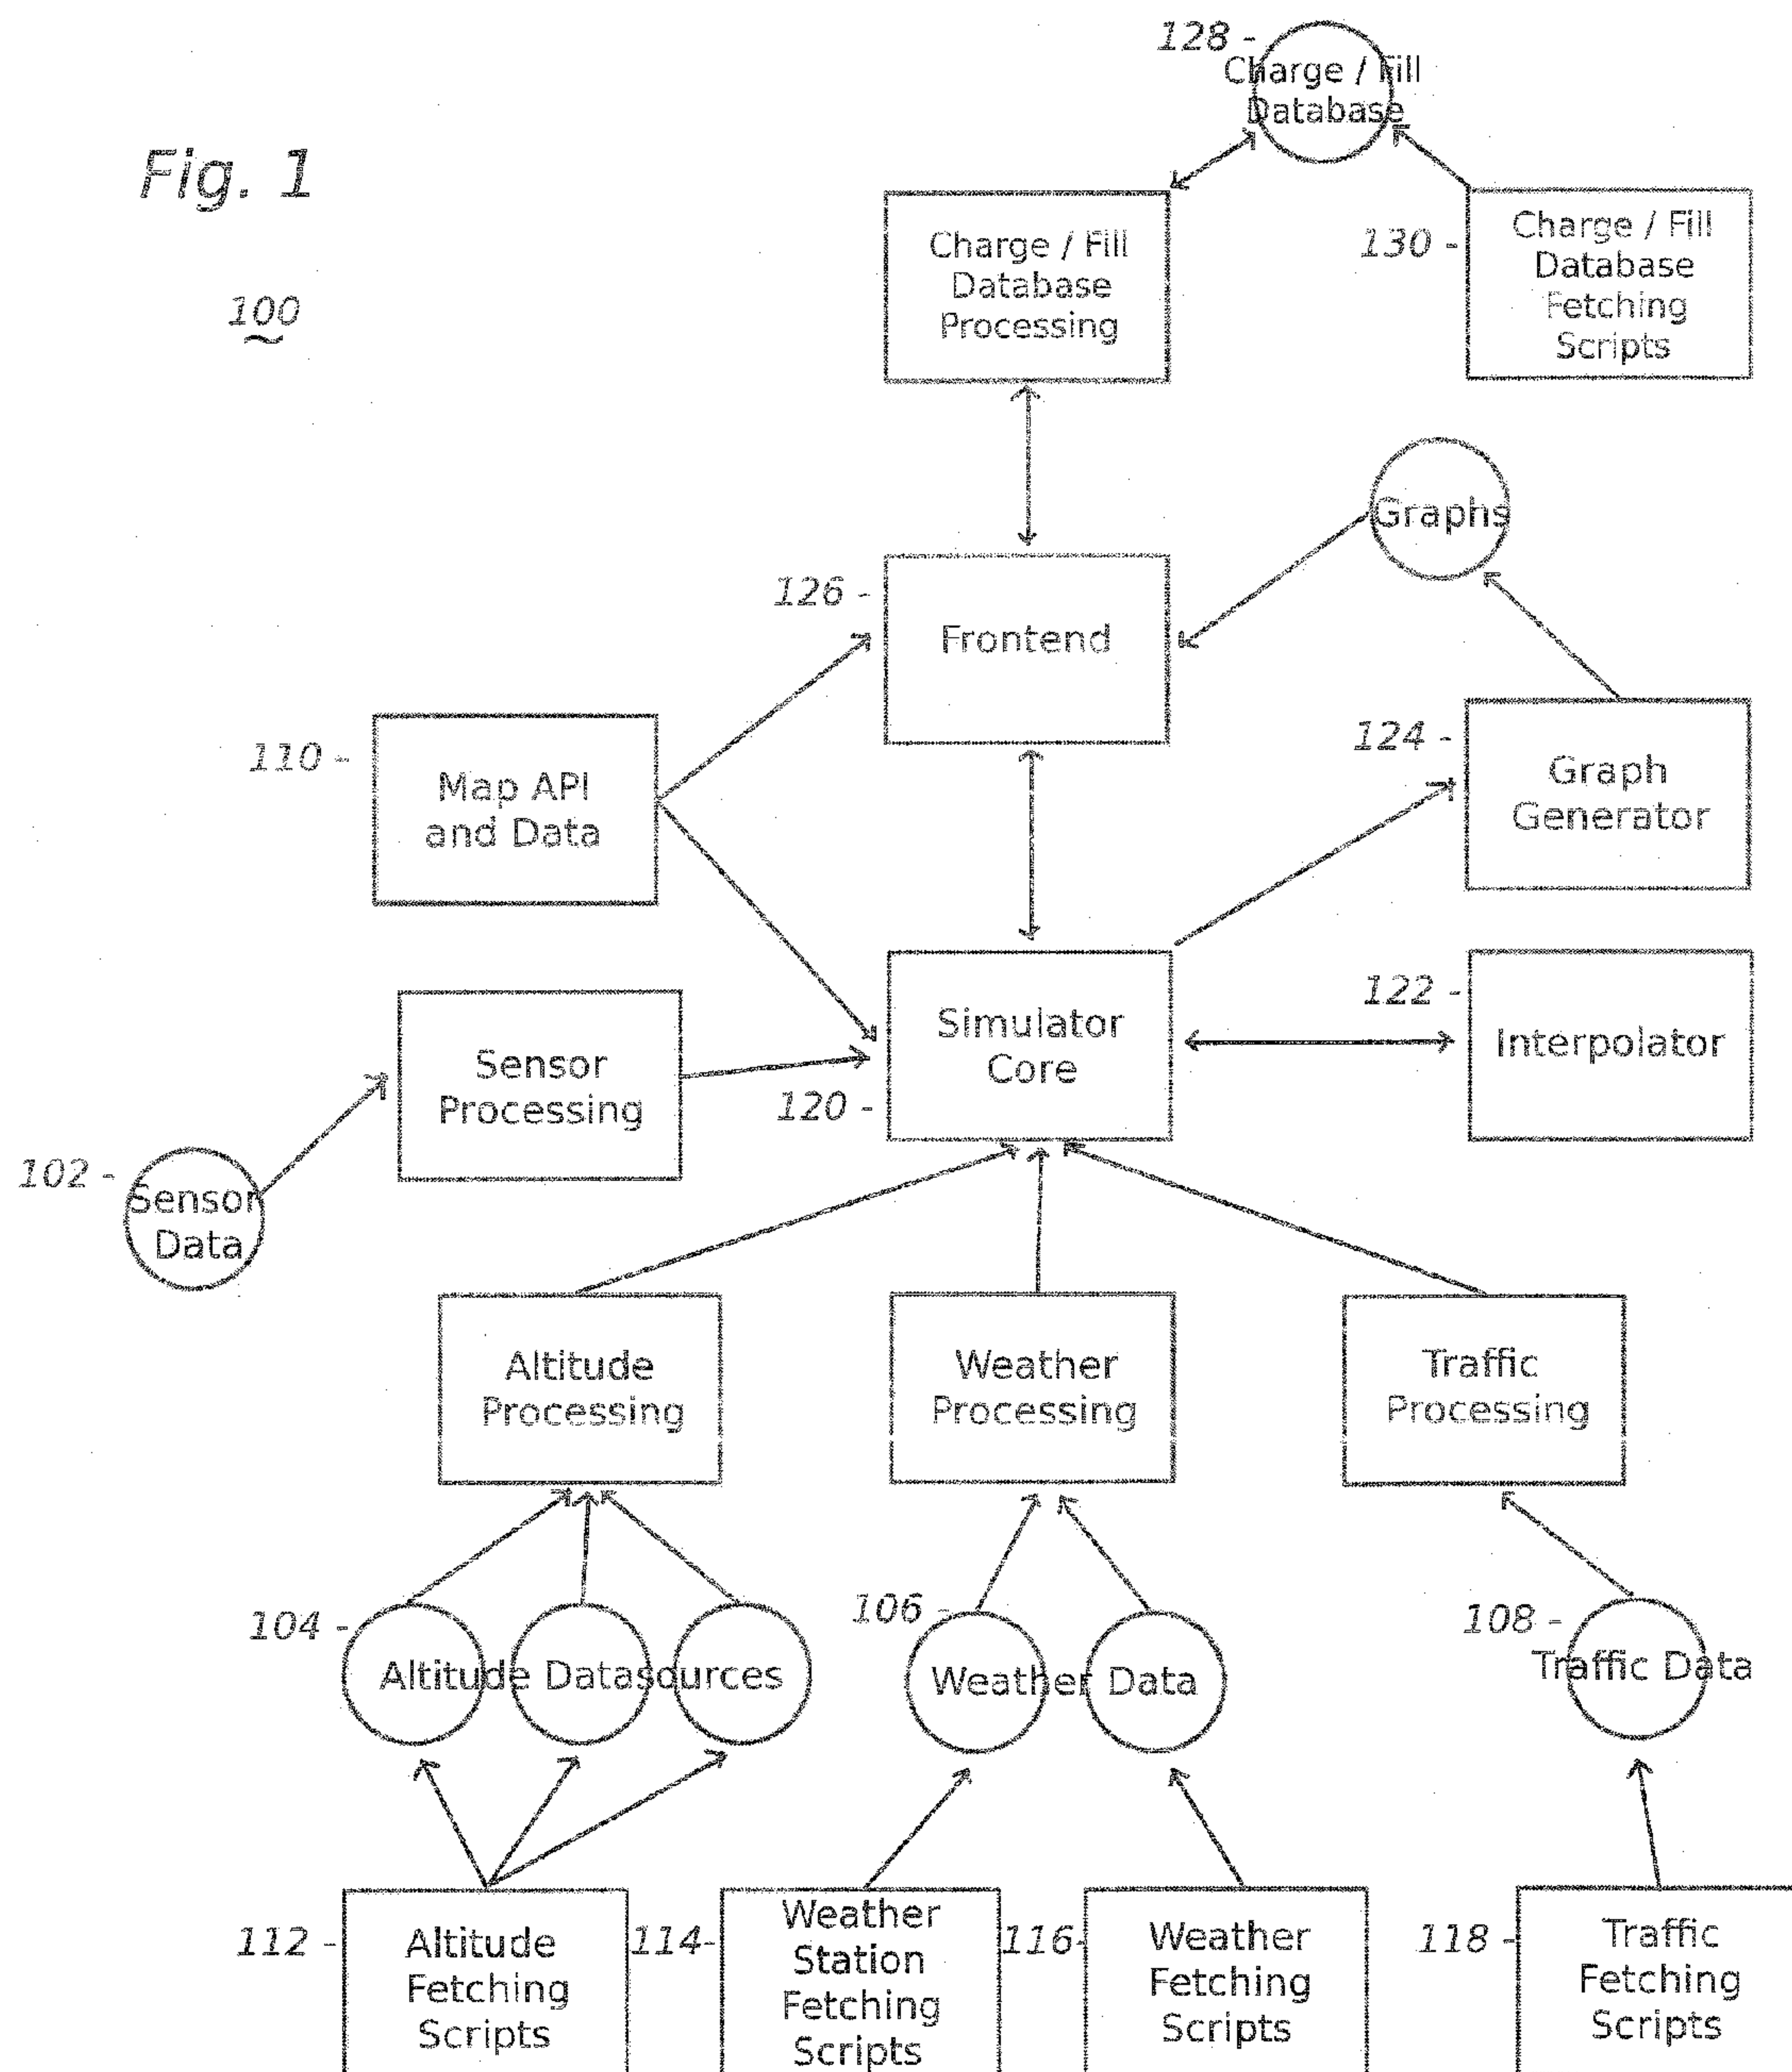 128 -
Charge / Fill
Database
Fig. 1
100
Charge / Fill
Database
Processing
130 -
Charge / Fill
Database
Fetching
Scripts
Graphs
126 -
Frontend
110 -
Map API
and Data
124 -
Graph
Generator
Sensor
Processing
120 -
Simulator
Core
122 -
Interpolator
102 -
Sensor
Data
Altitude
Processing
Weather
Processing
Traffic
Processing
104 -
Altitude Datasources
106 -
Weather Data
108 -
Traffic Data
112 -
Altitude
Fetching
Scripts
114-
Weather
Station
Fetching
Scripts
116-
Weather
Fetching
Scripts
118 -
Traffic
Fetching
Scripts